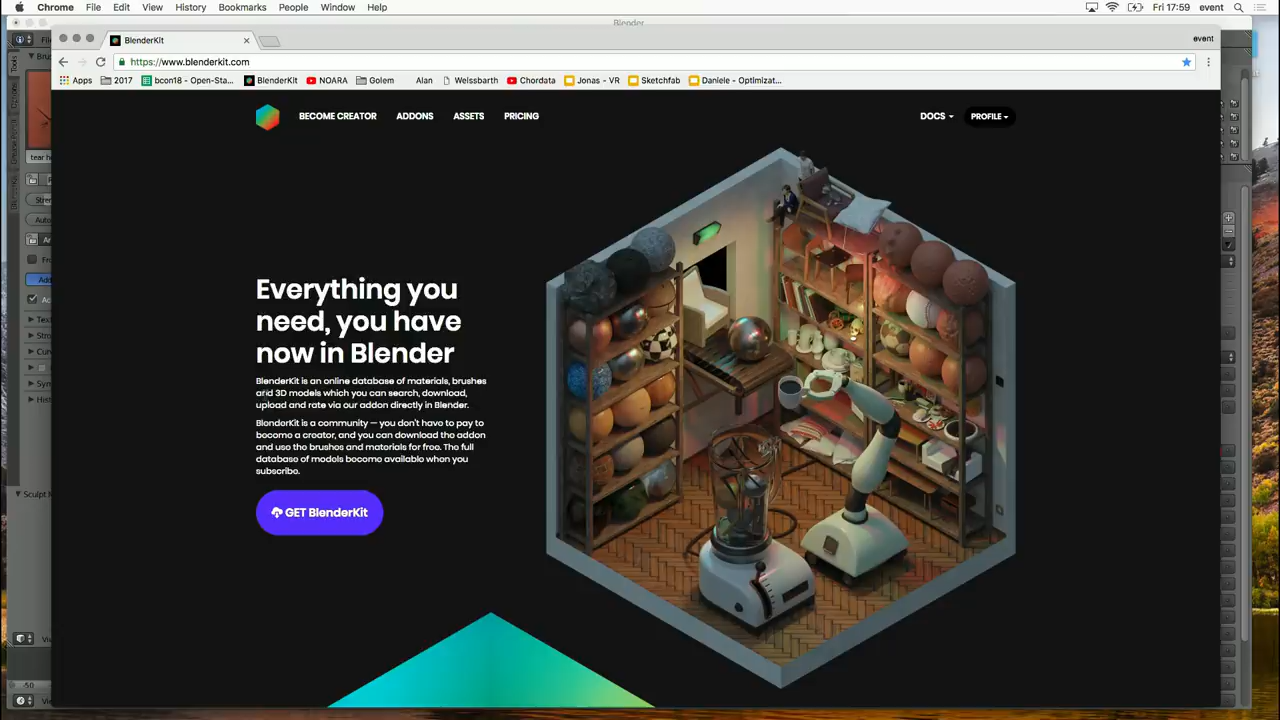 Chrome File Edit View History Bookmarks People Window Help Fri 17:59 event
Blender
BlenderKit event
https://www.blenderkit.com
Apps 2017 bcon18 - Open-Sta... BlenderKit NOARA Golem Alan Weissbarth Chordata Jonas - VR Sketchfab Daniele - Optimizat...
BECOME CREATOR ADDONS ASSETS PRICING DOCS PROFILE
Everything you
need, you have
now in Blender
BlenderKit is an online database of materials, brushes
and 3D models which you can search, download,
upload and rate via our addon directly in Blender.
BlenderKit is a community — you don't have to pay to
become a creator, and you can download the addon
and use the brushes and materials for free. The full
database of models become available when you
subscribe.
GET BlenderKit
Tools
Options
-50